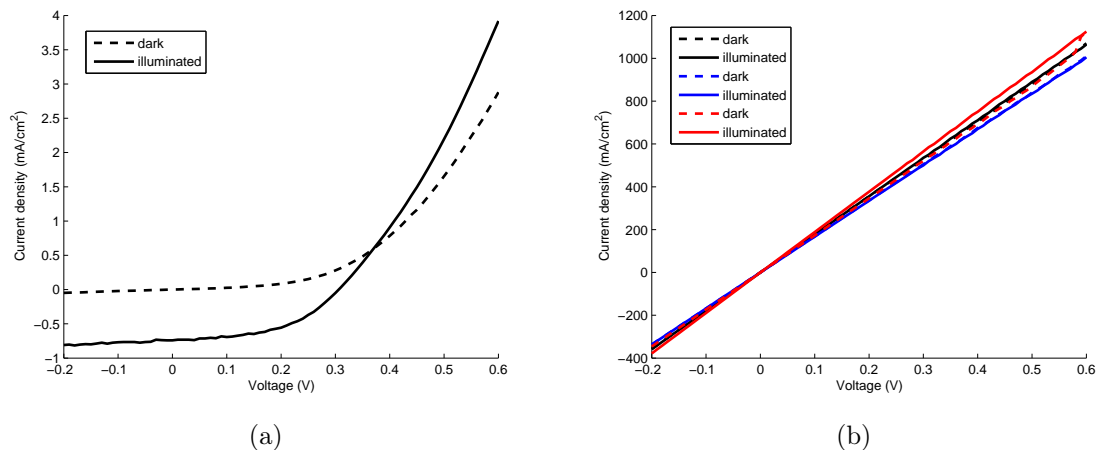 4
3.5
3
2.5
2
1.5
1
0.5
0
−0.5
−1
−0.2 −0.1 0 0.1 0.2 0.3 0.4 0.5 0.6
Voltage (V)
Current density (mA/cm²)
dark
illuminated
(a)
1200
1000
800
600
400
200
0
−200
−400
−0.2 −0.1 0 0.1 0.2 0.3 0.4 0.5 0.6
Voltage (V)
Current density (mA/cm²)
dark
illuminated
dark
illuminated
dark
illuminated
(b)